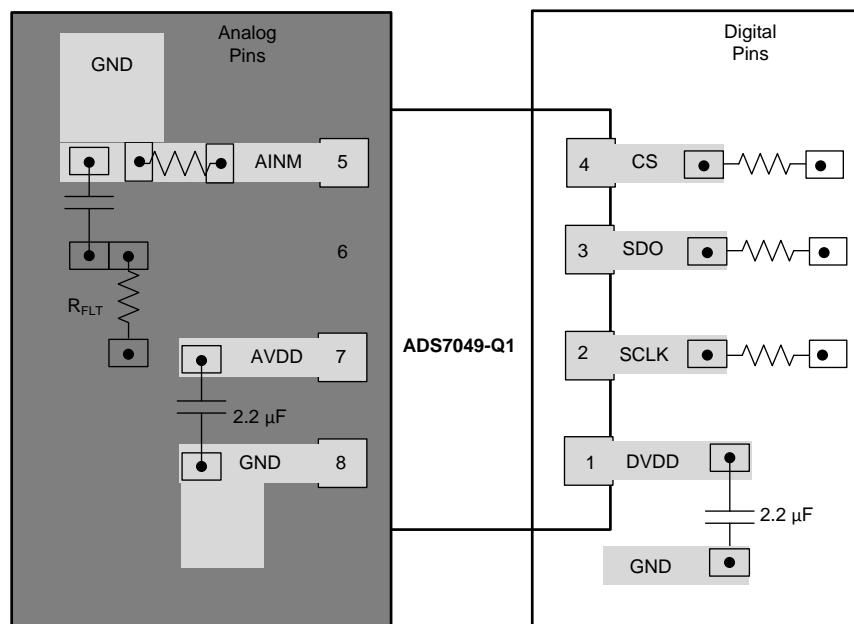 Analog
Pins
Digital
Pins
GND
AINM
5
4
CS
6
3
SDO
R_FLT
ADS7049-Q1
AVDD
7
2
SCLK
2.2 µF
GND
8
1
DVDD
2.2 µF
GND